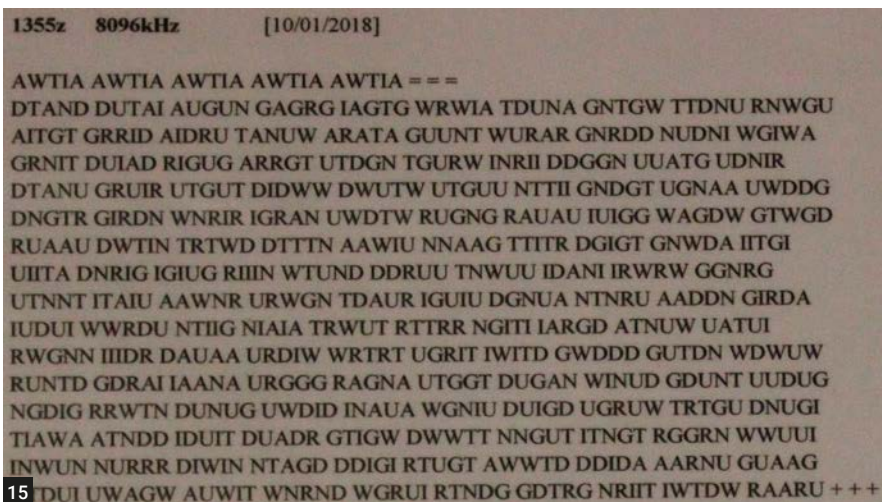 1355z 8096kHz [10/01/2018]
AWTIA AWTIA AWTIA AWTIA AWTIA = = =
DTAND DUTAI AUGUN GAGRG IAGTG WRWIA TDUNA GNTGW TTDNU RNWGU
AITGT GRRID AIDRU TANUW ARATA GUUNT WURAR GNRDD NUDNI WGIWA
GRNIT DUIAD RIGUG ARRGT UTDGN TGURW INRII DDGGN UUATG UDNIR
DTANU GRUIR UTGUT DIDWW DWUTW UTGUU NTTII GNDGT UGNAA UWDDG
DNGTR GIRDN WNRIR IGRAN UWDTW RUGNG RAUAU IUIGG WAGDW GTWGD
RUAAU DWTIN TRTWD DTTTN AAWIU NNAAG TTITR DGIGT GNWDA IITGI
UIITA DNRIG IGIUG RIIIN WTUND DDRUU TNWUU IDANI IRWRW GGNRG
UTNNT ITAIU AAWNR URWGN TDAUR IGUIU DGNUA NTNRU AADDN GIRDA
IUDUI WWRDU NTIIG NIAIA TRWUT RTTRR NGITI IARGD ATNUW UATUI
RWGNN IIIDR DAUAA URDIW WRTRT UGRIT IWITD GWDDD GUTDN WDWUW
RUNTD GDRAI IAANA URGGG RAGNA UTGGT DUGAN WINUD GDUNT UUDUG
NGDIG RRWTN DUNUG UWDID INAUA WGNIU DUIGD UGRUW TRTGU DNUGI
TIAWA ATNDD IDUIT DUADR GTIGW DWWTT NNGUT ITNGT RGGRN WWUUI
INWUN NURRR DIWIN NTAGD DDIGI RTUGT AWWTD DDIDA AARNU GUAAG
15 UWAGW AUWIT WNRND WGRUI RTNDG GDTRG NRIIT IWTDW RAARU + + +